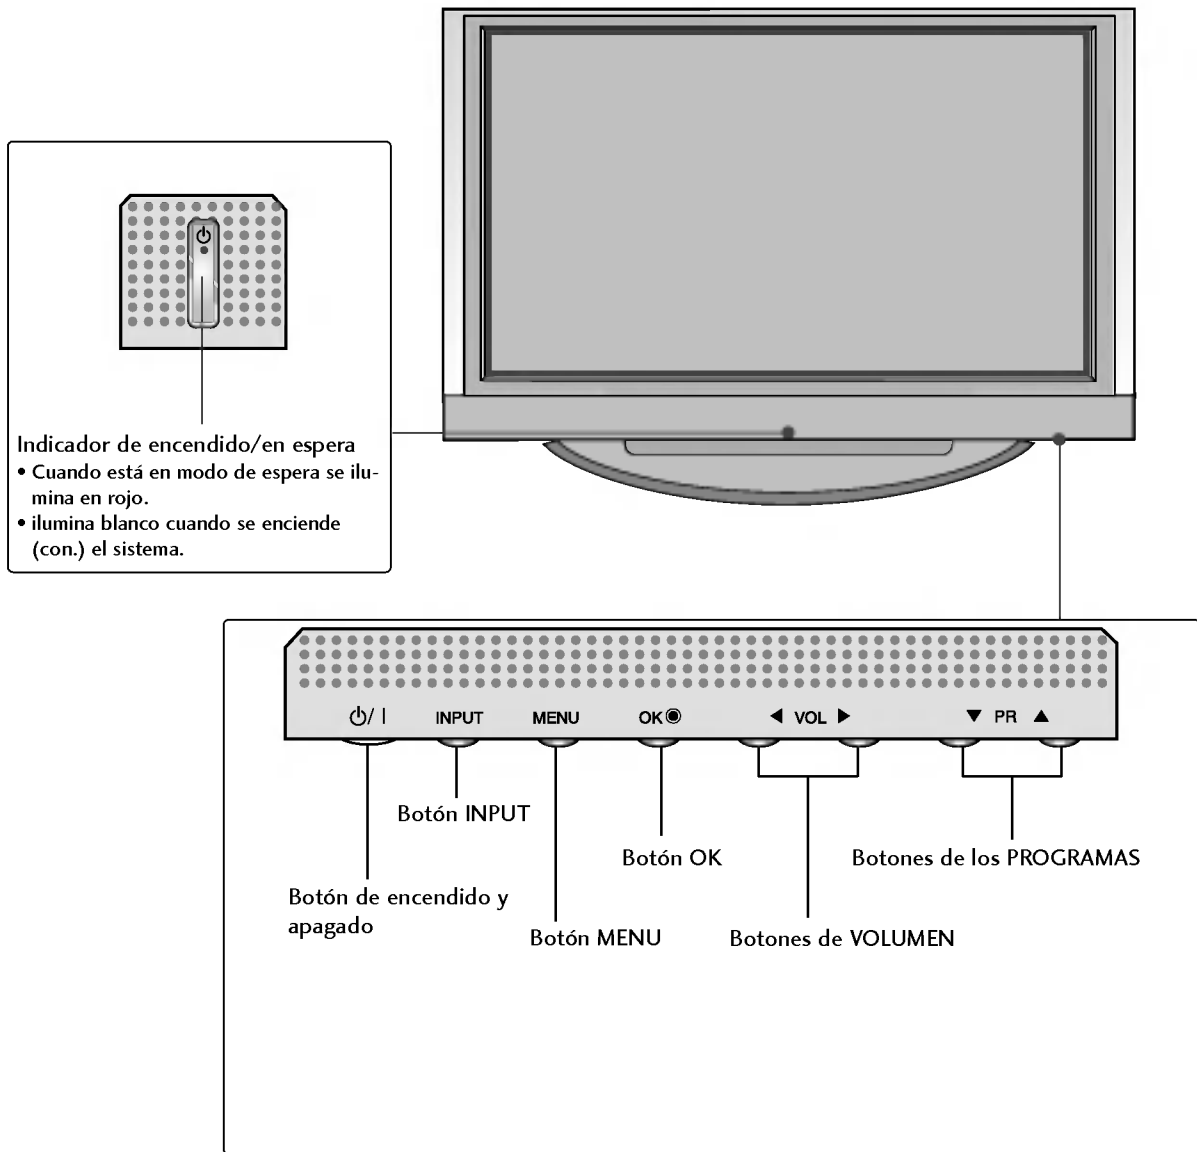 Indicador de encendido/en espera
• Cuando está en modo de espera se ilu-
mina en rojo.
• ilumina blanco cuando se enciende
(con.) el sistema.
⏻/ I INPUT MENU OK◉ ◀ VOL ▶ ▼ PR ▲
Botón INPUT
Botón OK
Botones de los PROGRAMAS
Botón de encendido y
apagado
Botón MENU
Botones de VOLUMEN